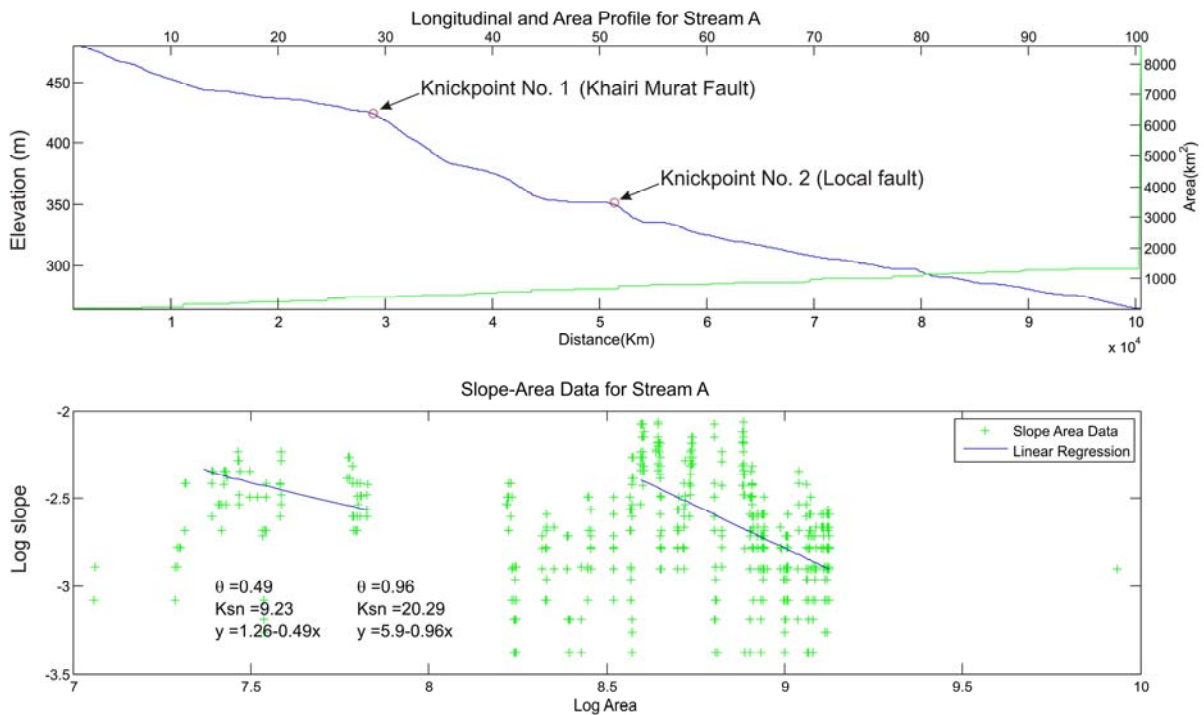 Longitudinal and Area Profile for Stream A
0 10 20 30 40 50 60 70 80 90 100
450
400
350
300
Elevation (m)
Knickpoint No. 1 (Khairi Murat Fault)
Knickpoint No. 2 (Local fault)
8000
7000
6000
5000
4000
3000
2000
1000
Area(km²)
1 2 3 4 5 6 7 8 9 10
Distance(Km)
x 10⁴
Slope-Area Data for Stream A
-2
-2.5
-3
-3.5
Log slope
Slope Area Data
Linear Regression
θ =0.49 θ =0.96
Ksn =9.23 Ksn =20.29
y =1.26-0.49x y =5.9-0.96x
7 7.5 8 8.5 9 9.5 10
Log Area